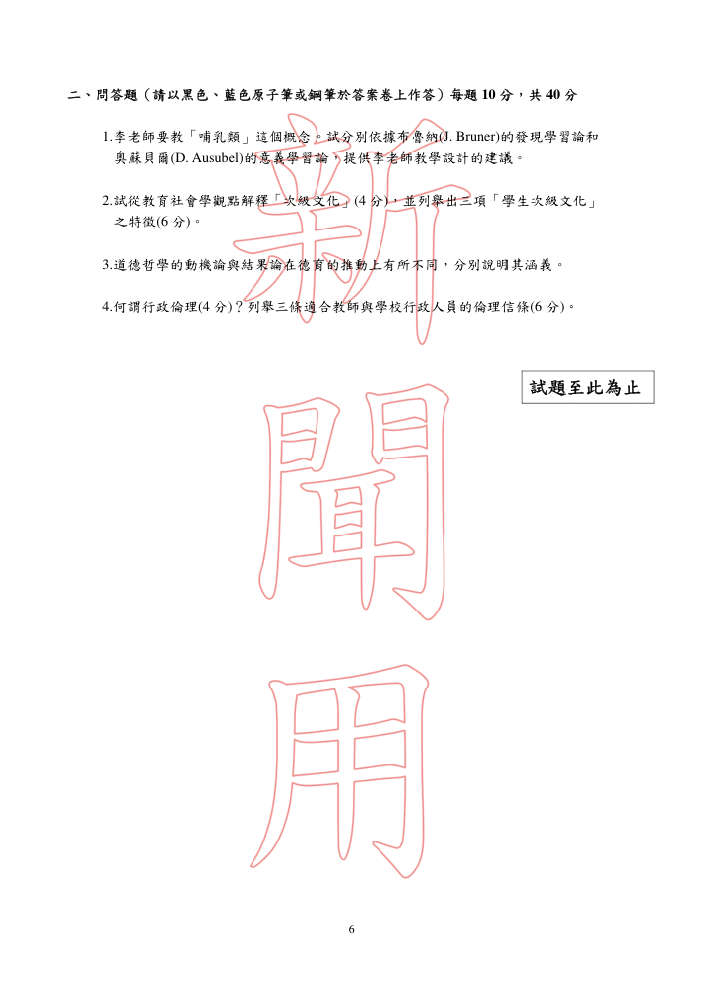 二、問答題（請以黑色、藍色原子筆或鋼筆於答案卷上作答）每題 10 分，共 40 分
1.李老師要教「哺乳類」這個概念。試分別依據布魯納(J. Bruner)的發現學習論和
奧蘇貝爾(D. Ausubel)的意義學習論，提供李老師教學設計的建議。
2.試從教育社會學觀點解釋「次級文化」(4 分)，並列舉出三項「學生次級文化」
之特徵(6 分)。
3.道德哲學的動機論與結果論在德育的推動上有所不同，分別說明其涵義。
4.何謂行政倫理(4 分)？列舉三條適合教師與學校行政人員的倫理信條(6 分)。
試題至此為止
新
聞
用
6